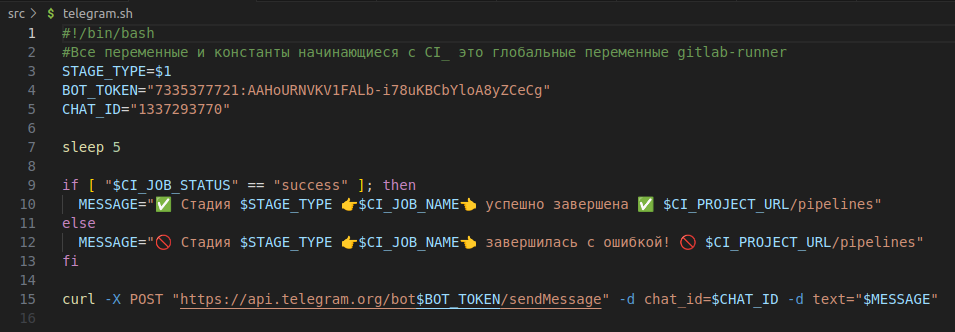 src > $ telegram.sh
1 #!/bin/bash
2 #Все переменные и константы начинающиеся с CI_ это глобальные переменные gitlab-runner
3 STAGE_TYPE=$1
4 BOT_TOKEN="7335377721:AAHoURNVKV1FALb-i78uKBCbYloA8yZCeCg"
5 CHAT_ID="1337293770"
6
7 sleep 5
8
9 if [ "$CI_JOB_STATUS" == "success" ]; then
10 MESSAGE="✅ Стадия $STAGE_TYPE 👉$CI_JOB_NAME👈 успешно завершена ✅ $CI_PROJECT_URL/pipelines"
11 else
12 MESSAGE="🚫 Стадия $STAGE_TYPE 👉$CI_JOB_NAME👈 завершилась с ошибкой! 🚫 $CI_PROJECT_URL/pipelines"
13 fi
14
15 curl -X POST "https://api.telegram.org/bot$BOT_TOKEN/sendMessage" -d chat_id=$CHAT_ID -d text="$MESSAGE"
16